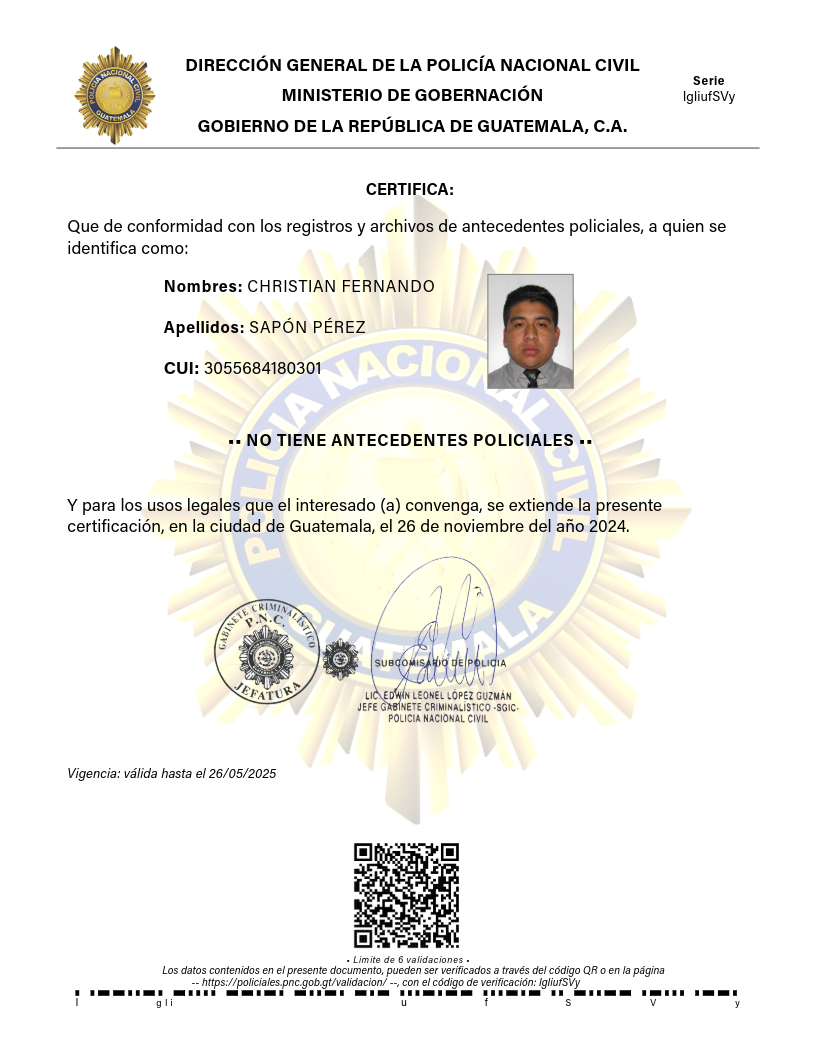 DIRECCIÓN GENERAL DE LA POLICÍA NACIONAL CIVIL
MINISTERIO DE GOBERNACIÓN
GOBIERNO DE LA REPÚBLICA DE GUATEMALA, C.A.
Serie
IgliufSVy
POLICIA NACIONAL CIVIL
GUATEMALA
CERTIFICA:
Que de conformidad con los registros y archivos de antecedentes policiales, a quien se
identifica como:
Nombres: CHRISTIAN FERNANDO
Apellidos: SAPÓN PÉREZ
CUI: 3055684180301
POLICIA NACIONAL CIVIL
▪▪ NO TIENE ANTECEDENTES POLICIALES ▪▪
Y para los usos legales que el interesado (a) convenga, se extiende la presente
certificación, en la ciudad de Guatemala, el 26 de noviembre del año 2024.
GUATEMALA
GABINETE CRIMINALÍSTICO
P.N.C.
JEFATURA
SUBCOMISARIO DE POLICIA
LIC. EDWIN LEONEL LÓPEZ GUZMÁN
JEFE GABINETE CRIMINALÍSTICO -SGIC-
POLICIA NACIONAL CIVIL
Vigencia: válida hasta el 26/05/2025
• Limite de 6 validaciones •
Los datos contenidos en el presente documento, pueden ser verificados a través del código QR o en la página
-- https://policiales.pnc.gob.gt/validacion/ --, con el código de verificación: IgliufSVy
I g l i u f S V y